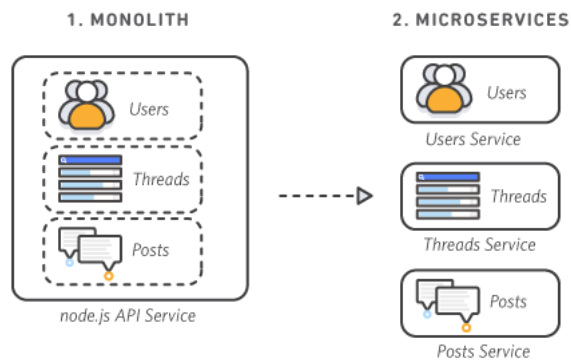 1. MONOLITH
Users
Threads
Posts
node.js API Service
2. MICROSERVICES
Users
Users Service
Threads
Threads Service
Posts
Posts Service